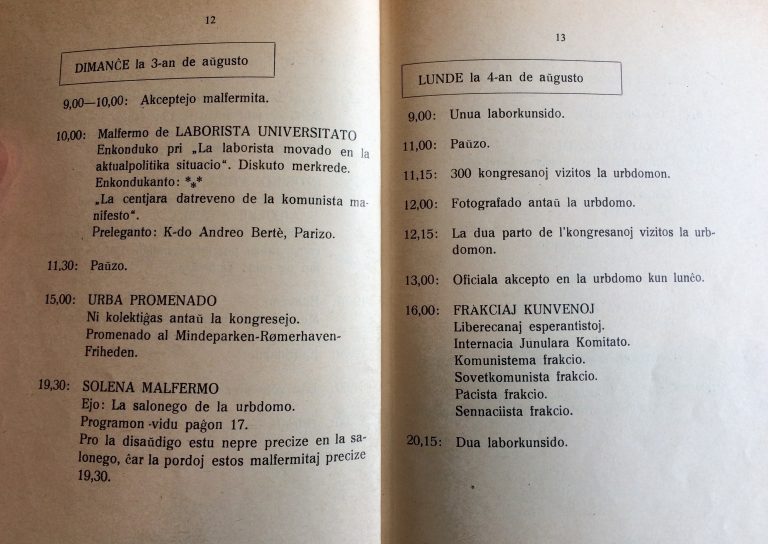 12
DIMANĈE la 3-an de aŭgusto
9,00—10,00: Akceptejo malfermita.
10,00: Malfermo de LABORISTA UNIVERSITATO
Enkonduko pri „La laborista movado en la
aktualpolitika situacio“. Diskuto merkrede.
Enkondukanto: ***
„La centjara datreveno de la komunista ma-
nifesto“.
Preleganto: K-do Andreo Bertè, Parizo.
11,30: Paŭzo.
15,00: URBA PROMENADO
Ni kolektiĝas antaŭ la kongresejo.
Promenado al Mindeparken-Rømerhaven-
Friheden.
19,30: SOLENA MALFERMO
Ejo: La salonego de la urbdomo.
Programon -vidu paĝon 17.
Pro la disaŭdigo estu nepre precize en la sa-
lonego, ĉar la pordoj estos malfermitaj precize
19,30.
13
LUNDE la 4-an de aŭgusto
9,00: Unua laborkunsido.
11,00: Paŭzo.
11,15: 300 kongresanoj vizitos la urbdomon.
12,00: Fotografado antaŭ la urbdomo.
12,15: La dua parto de l'kongresanoj vizitos la urb-
domon.
13,00: Oficiala akcepto en la urbdomo kun lunĉo.
16,00: FRAKCIAJ KUNVENOJ
Liberecanaj esperantistoj.
Internacia Junulara Komitato.
Komunistema frakcio.
Sovetkomunista frakcio.
Pacista frakcio.
Sennaciista frakcio.
20,15: Dua laborkunsido.